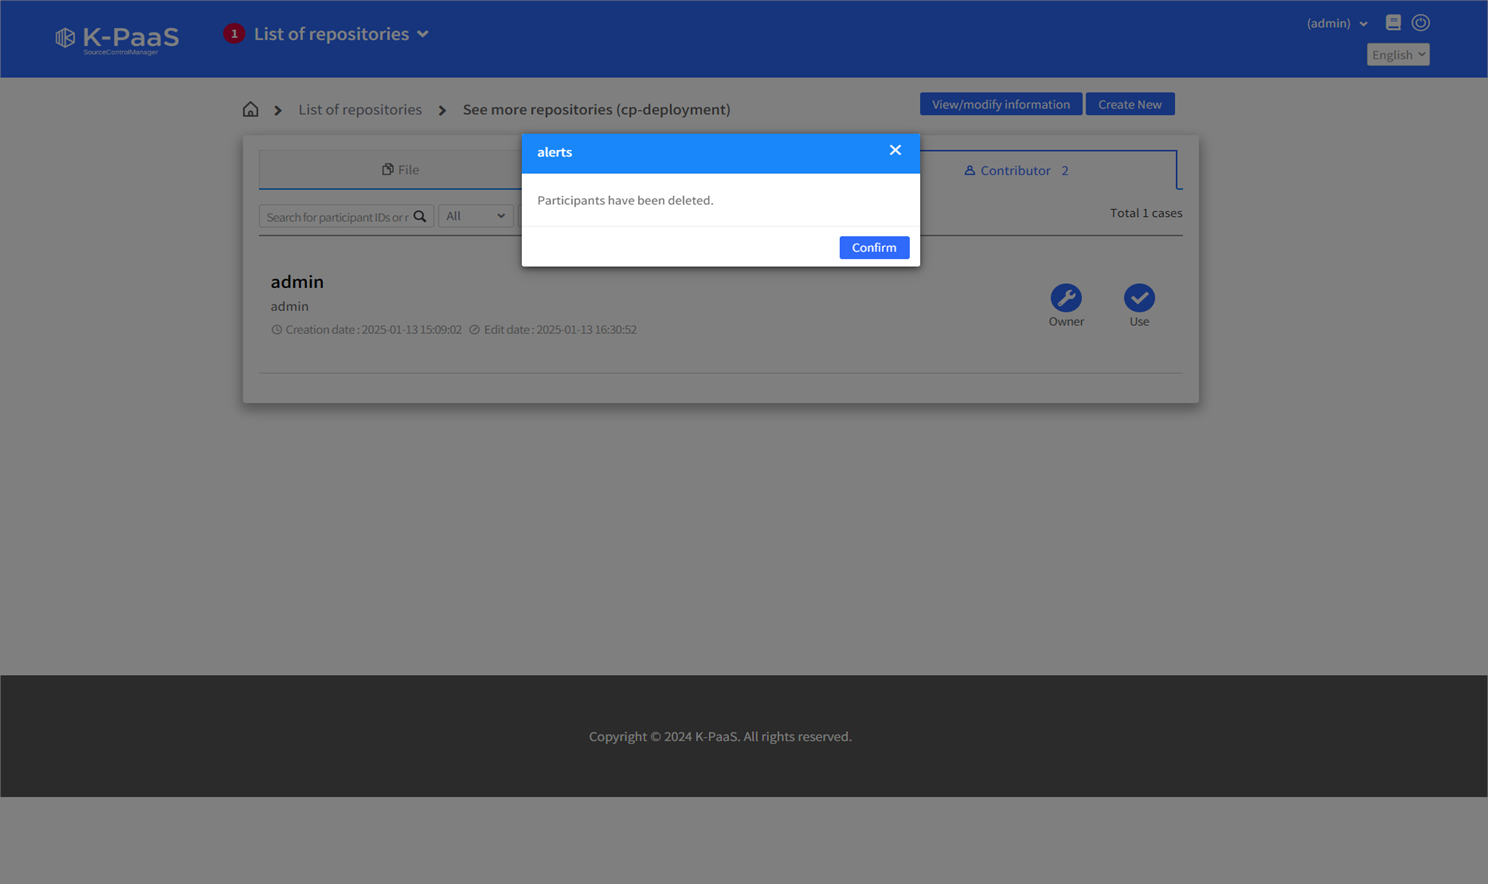 K-PaaS
SourceControlManager
1
List of repositories
(admin)
English
List of repositories
See more repositories (cp-deployment)
View/modify information
Create New
alerts
Participants have been deleted.
Confirm
File
Contributor 2
Search for participant IDs or r
All
Total 1 cases
admin
admin
Creation date : 2025-01-13 15:09:02
Edit date : 2025-01-13 16:30:52
Owner
Use
Copyright © 2024 K-PaaS. All rights reserved.